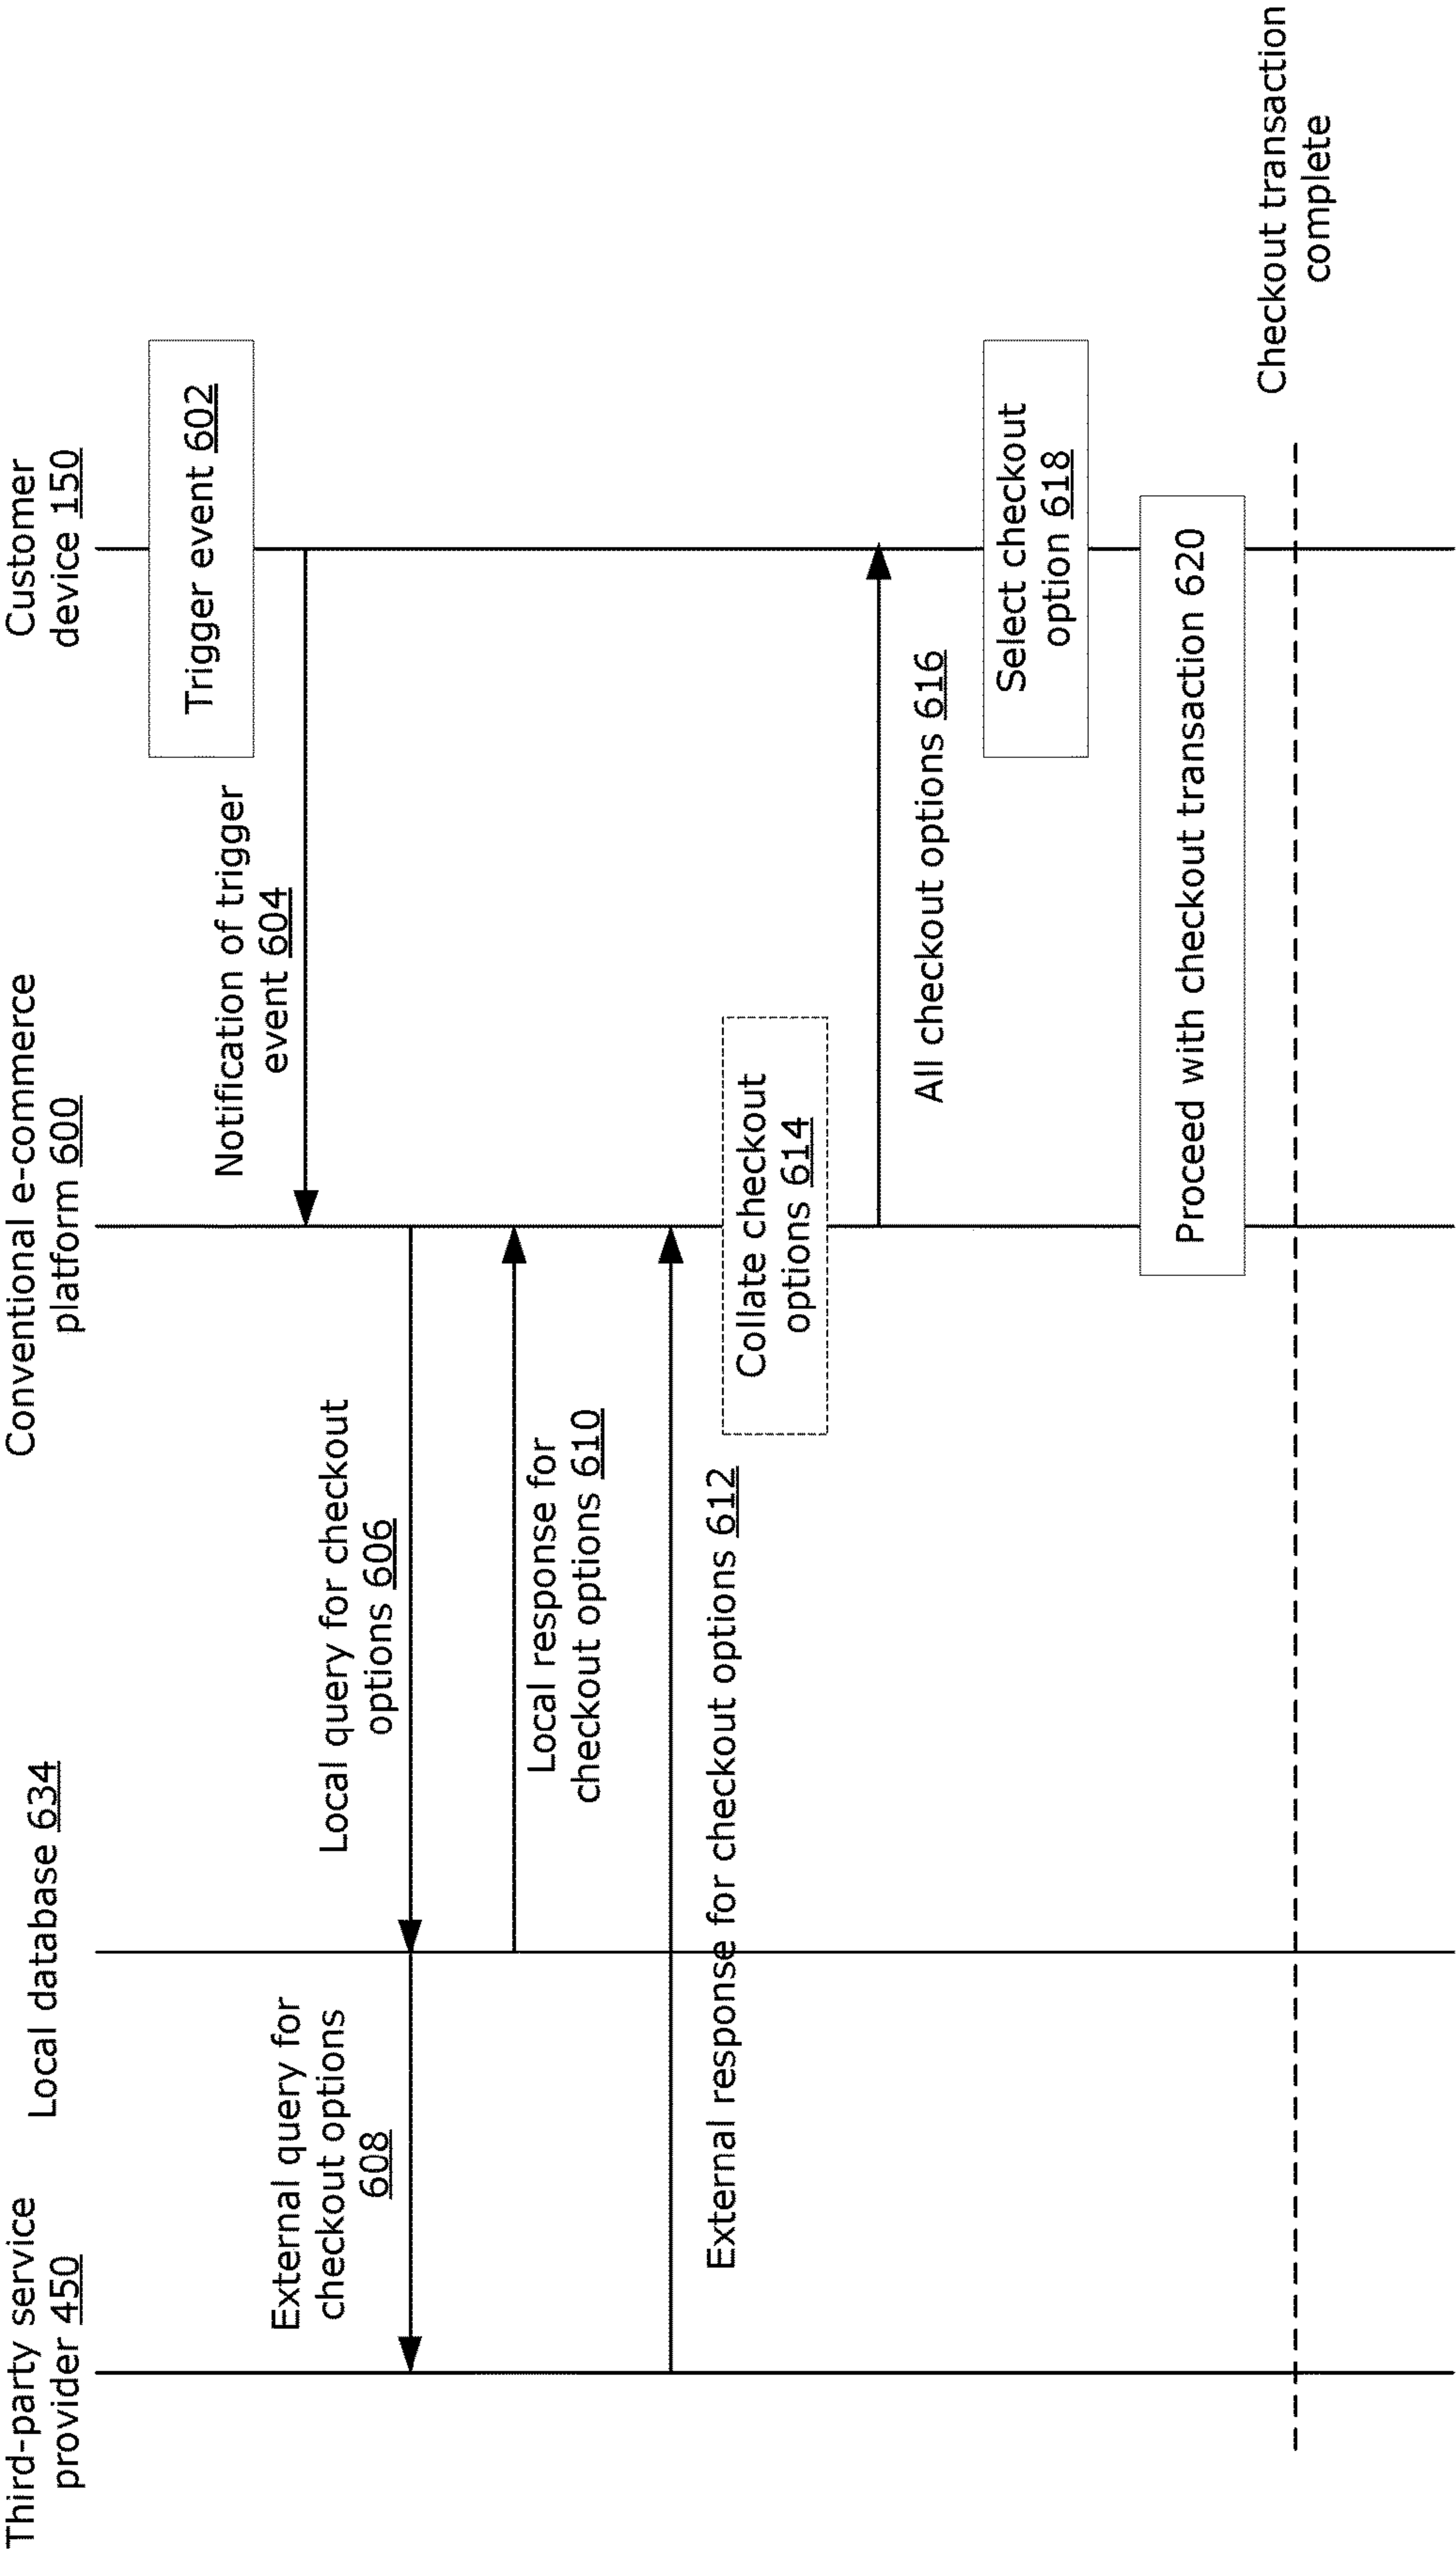 Third-party service
provider 450
Local database 634
Conventional e-commerce
platform 600
Customer
device 150
Trigger event 602
Notification of trigger
event 604
Local query for checkout
options 606
External query for
checkout options
608
Local response for
checkout options 610
External response for checkout options 612
Collate checkout
options 614
All checkout options 616
Select checkout
option 618
Proceed with checkout transaction 620
Checkout transaction
complete